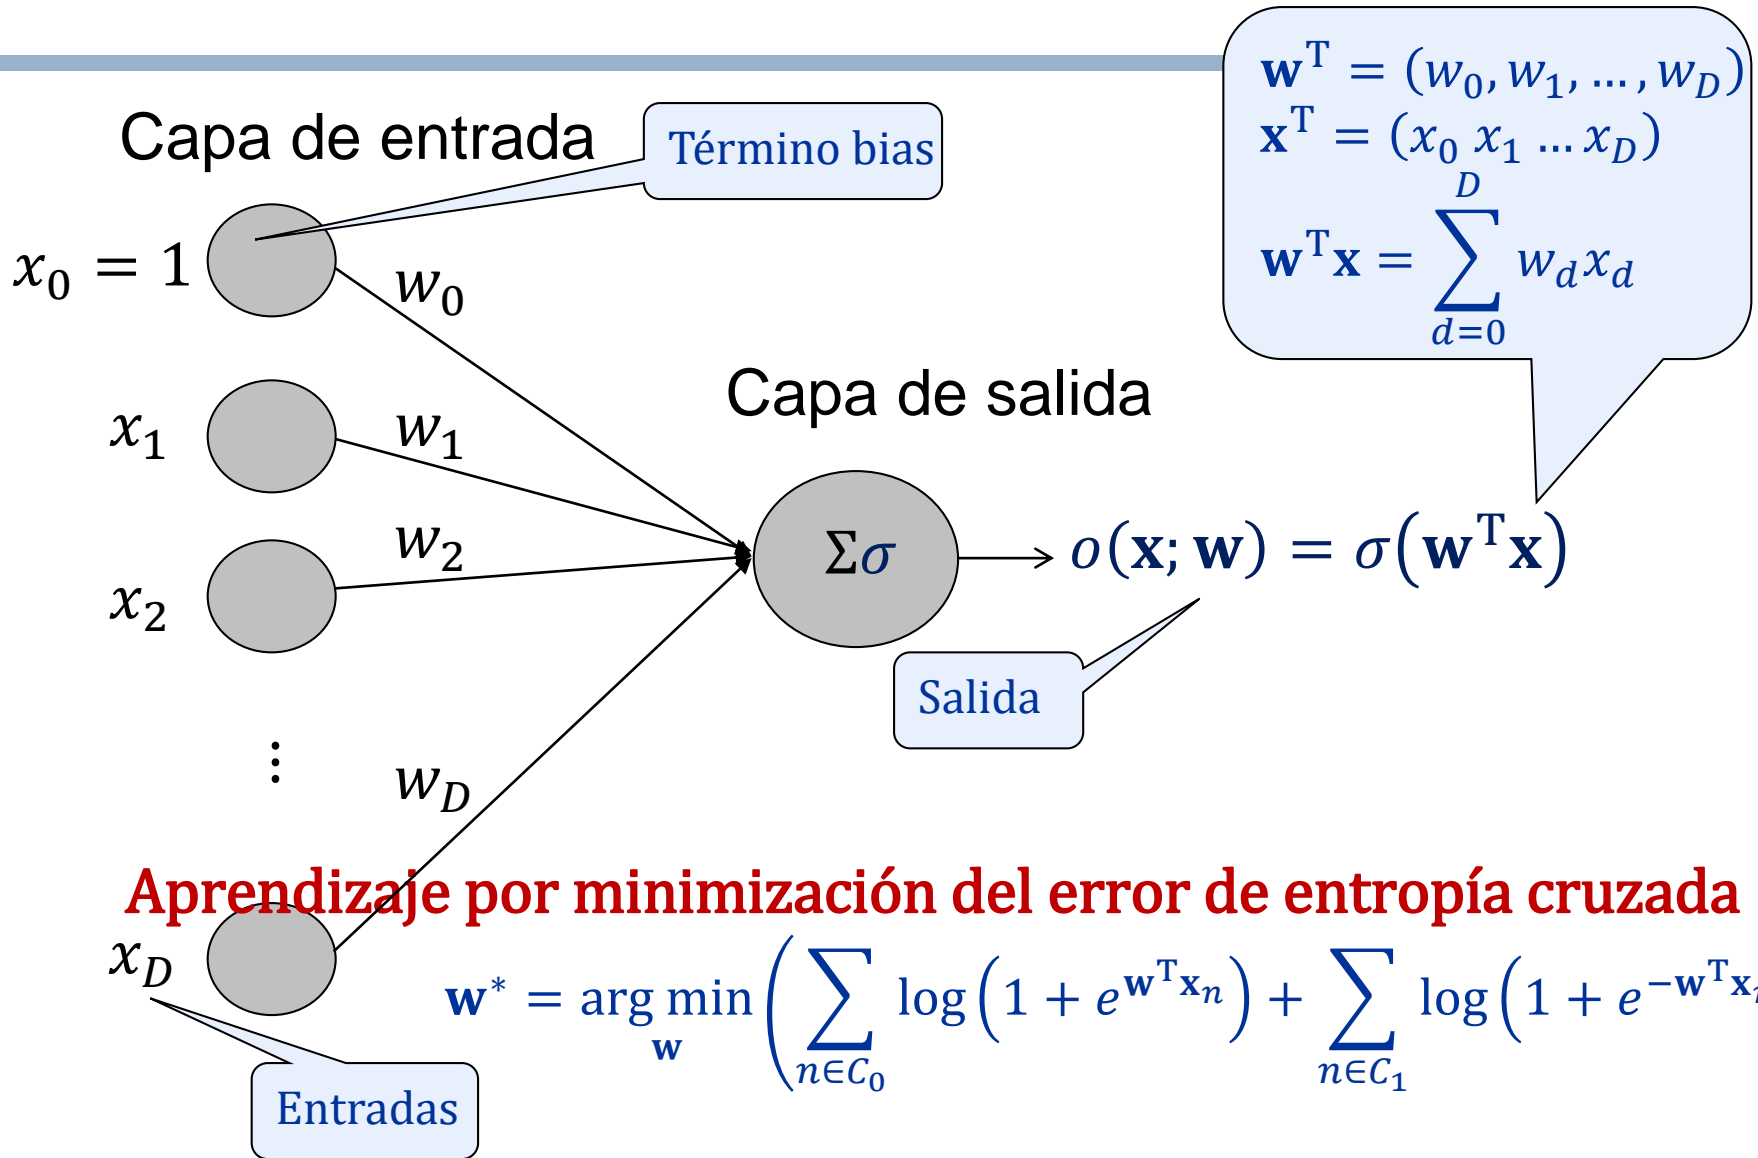 𝐰ᵀ = (w₀, w₁, … , w_D)
𝐱ᵀ = (x₀ x₁ … x_D)
𝐰ᵀ𝐱 = ∑_{d=0}^{D} w_d x_d
Capa de entrada
Término bias
x₀ = 1
w₀
Capa de salida
x₁
w₁
x₂
w₂
Σσ
o(𝐱; 𝐰) = σ(𝐰ᵀ𝐱)
Salida
⋮
w_D
Aprendizaje por minimización del error de entropía cruzada
x_D
𝐰* = arg min_𝐰 (∑_{n∈C₀} log(1 + e^{𝐰ᵀ𝐱ₙ}) + ∑_{n∈C₁} log(1 + e^{−𝐰ᵀ𝐱
Entradas